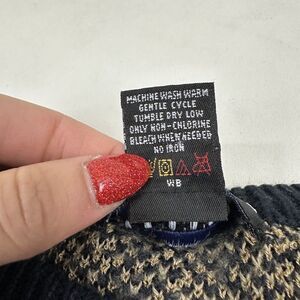 MACHINE WASH WARM
GENTLE CYCLE
TUMBLE DRY LOW
ONLY NON-CHLORINE
BLEACH WHEN NEEDED
NO IRON
WB